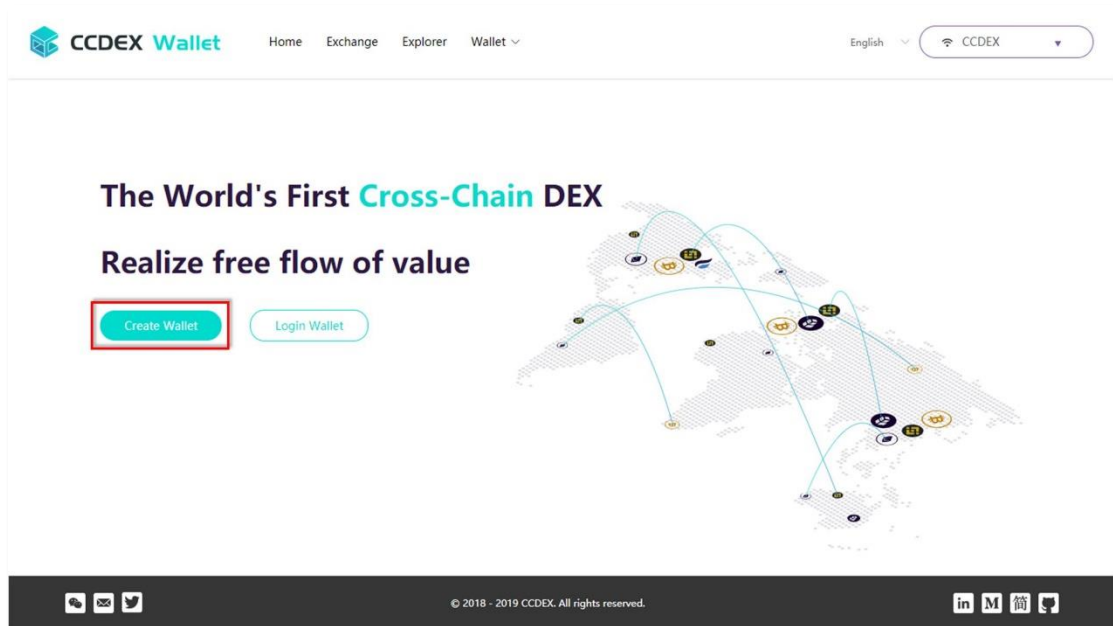 CCDEX Wallet
Home Exchange Explorer Wallet
English
CCDEX
The World's First Cross-Chain DEX
Realize free flow of value
Create Wallet
Login Wallet
© 2018 - 2019 CCDEX. All rights reserved.
in M 简